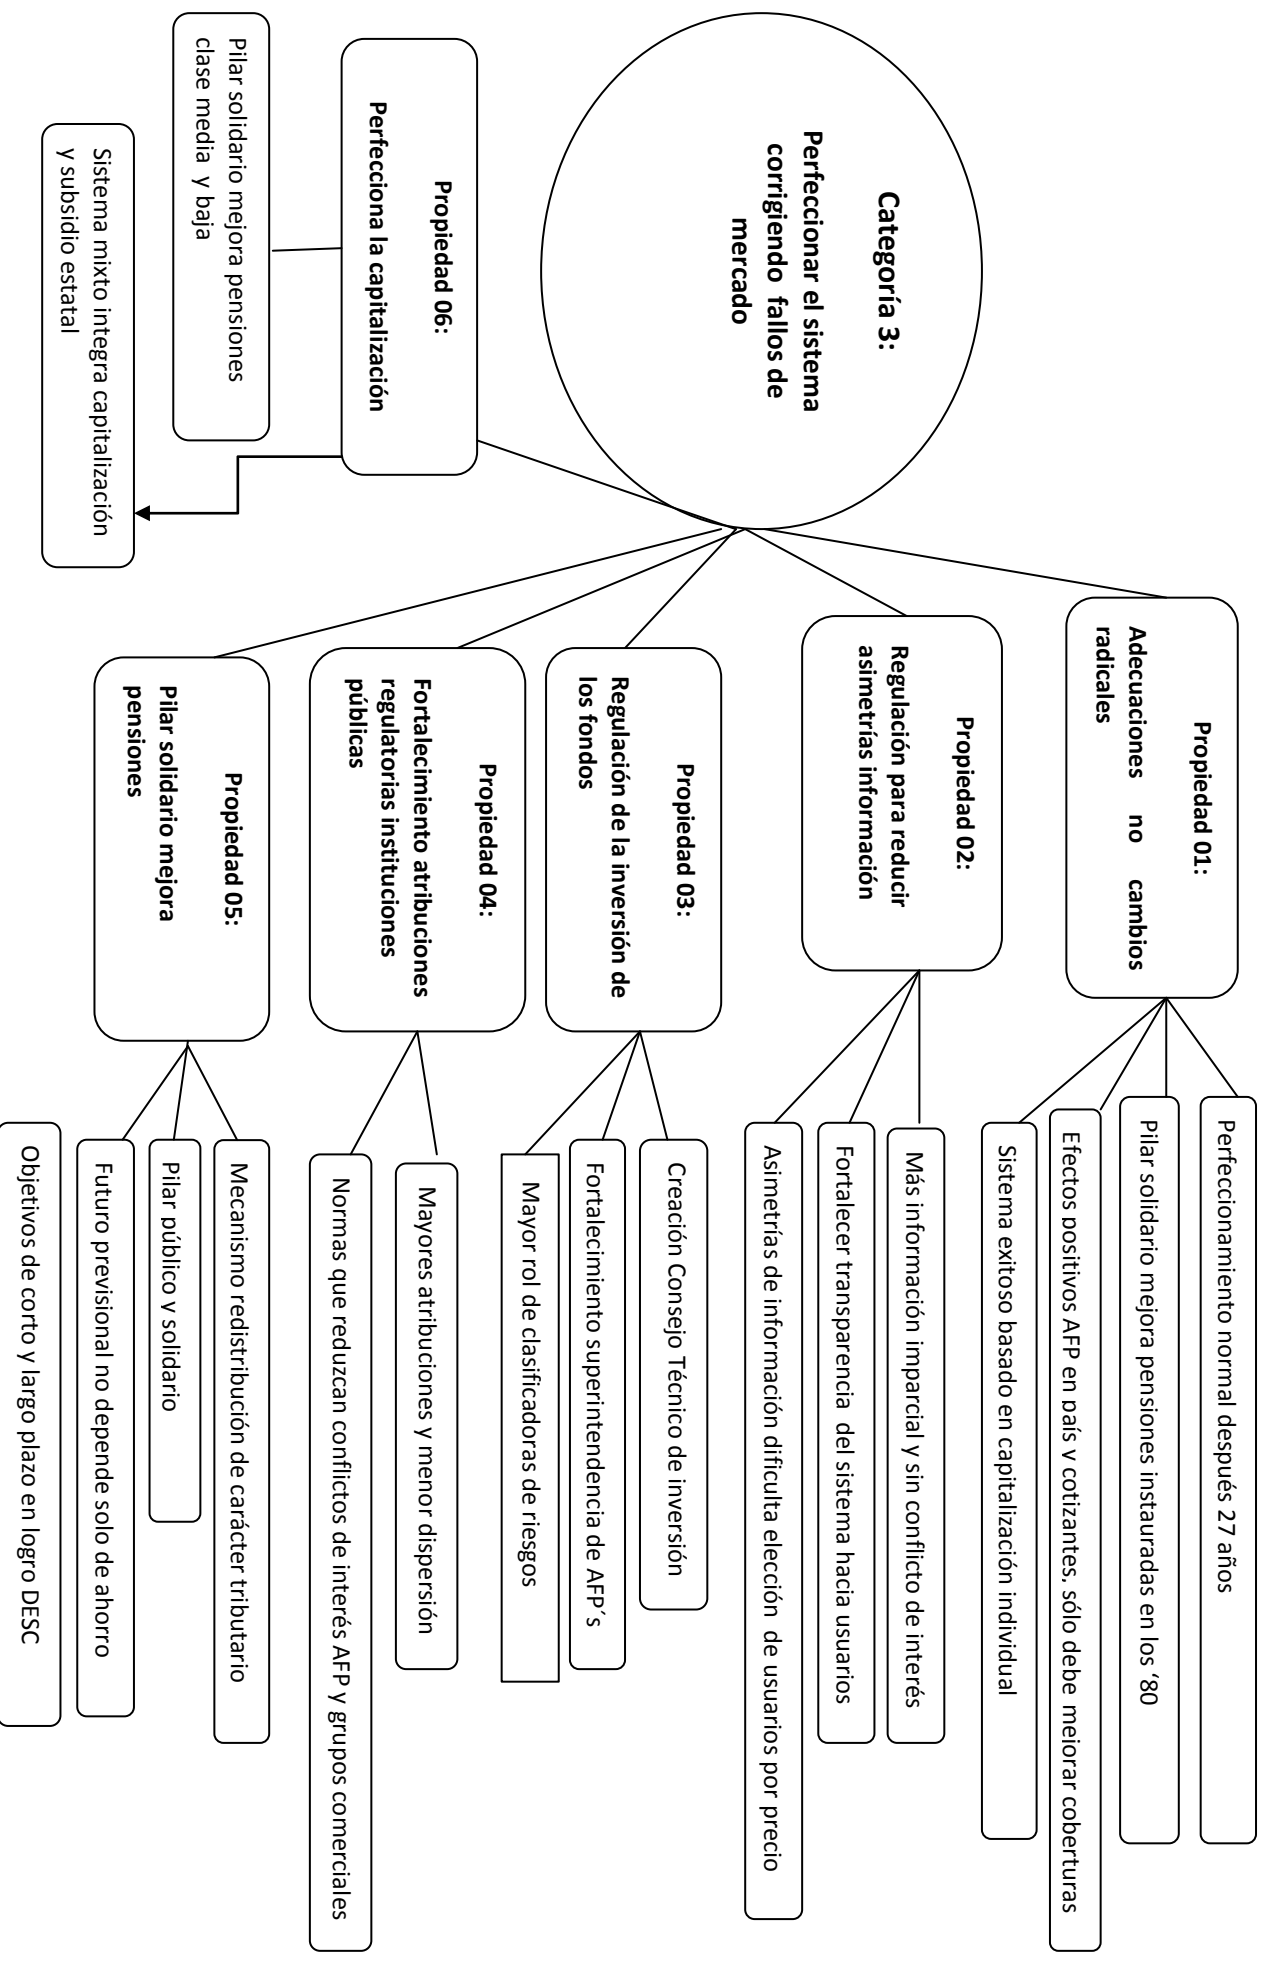 Categoría 3:
Perfeccionar el sistema
corrigiendo fallos de
mercado
Propiedad 01:
Adecuaciones no cambios
radicales
Perfeccionamiento normal después 27 años
Pilar solidario mejora pensiones instauradas en los ‘80
Efectos positivos AFP en país y cotizantes, sólo debe mejorar coberturas
Sistema exitoso basado en capitalización individual
Propiedad 02:
Regulación para reducir
asimetrías información
Más información imparcial y sin conflicto de interés
Fortalecer transparencia del sistema hacia usuarios
Asimetrías de información dificulta elección de usuarios por precio
Propiedad 03:
Regulación de la inversión de
los fondos
Creación Consejo Técnico de inversión
Fortalecimiento superintendencia de AFP´s
Mayor rol de clasificadoras de riesgos
Propiedad 04:
Fortalecimiento atribuciones
regulatorias instituciones
públicas
Mayores atribuciones y menor dispersión
Normas que reduzcan conflictos de interés AFP y grupos comerciales
Propiedad 05:
Pilar solidario mejora
pensiones
Mecanismo redistribución de carácter tributario
Pilar público y solidario
Futuro previsional no depende solo de ahorro
Objetivos de corto y largo plazo en logro DESC
Propiedad 06:
Perfecciona la capitalización
Pilar solidario mejora pensiones
clase media y baja
Sistema mixto integra capitalización
y subsidio estatal